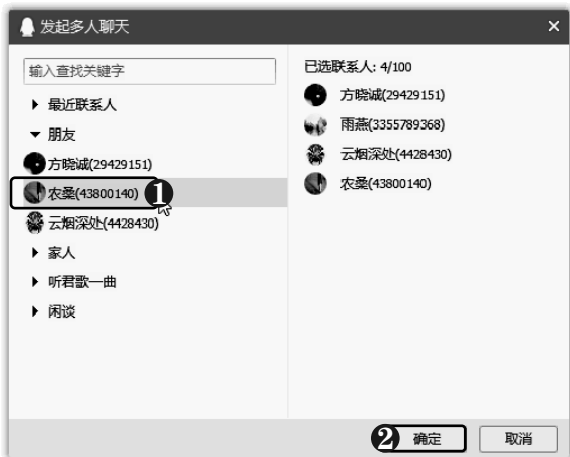 发起多人聊天
输入查找关键字
最近联系人
朋友
方晓诚(29429151)
农桑(43800140) 1
云烟深处(4428430)
家人
听君歌一曲
闲谈
已选联系人: 4/100
方晓诚(29429151)
雨燕(3355789368)
云烟深处(4428430)
农桑(43800140)
2 确定 取消